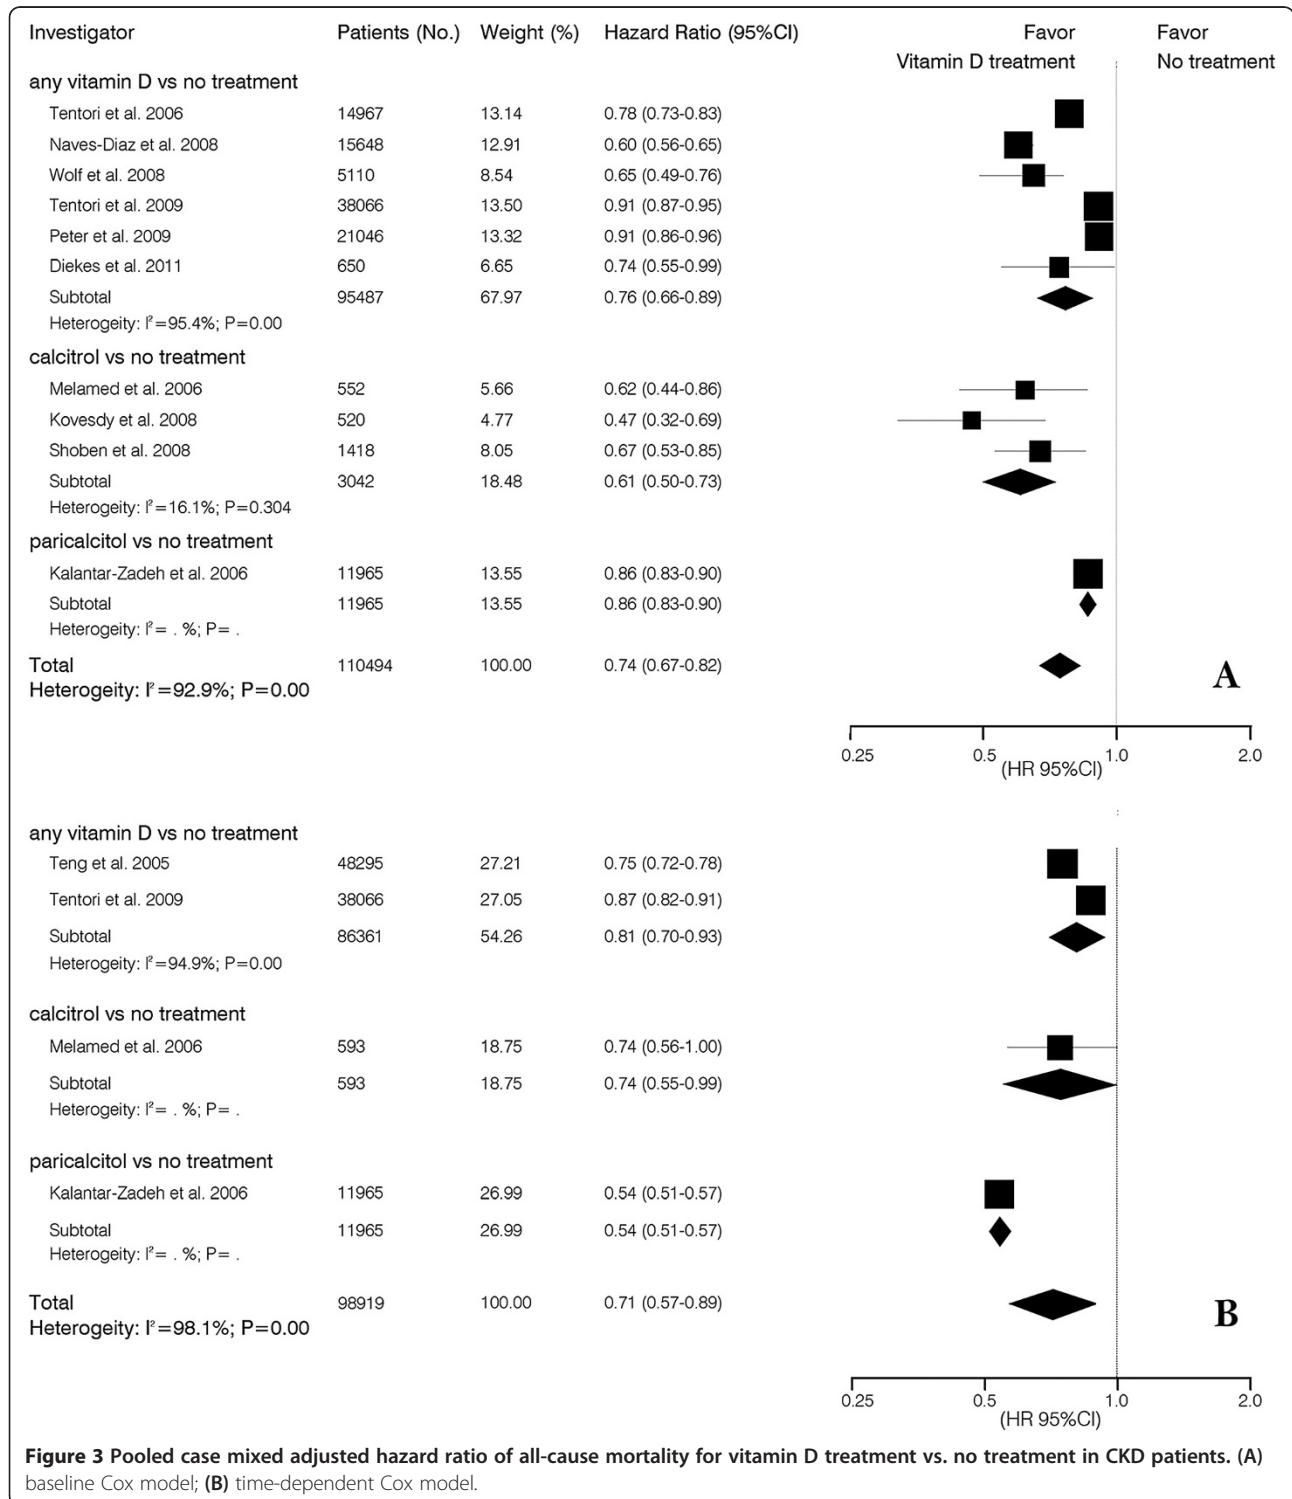 Investigator Patients (No.) Weight (%) Hazard Ratio (95%CI) Favor Favor
Vitamin D treatment No treatment
any vitamin D vs no treatment
Tentori et al. 2006 14967 13.14 0.78 (0.73-0.83)
Naves-Diaz et al. 2008 15648 12.91 0.60 (0.56-0.65)
Wolf et al. 2008 5110 8.54 0.65 (0.49-0.76)
Tentori et al. 2009 38066 13.50 0.91 (0.87-0.95)
Peter et al. 2009 21046 13.32 0.91 (0.86-0.96)
Diekes et al. 2011 650 6.65 0.74 (0.55-0.99)
Subtotal 95487 67.97 0.76 (0.66-0.89)
Heterogeity: I²=95.4%; P=0.00
calcitrol vs no treatment
Melamed et al. 2006 552 5.66 0.62 (0.44-0.86)
Kovesdy et al. 2008 520 4.77 0.47 (0.32-0.69)
Shoben et al. 2008 1418 8.05 0.67 (0.53-0.85)
Subtotal 3042 18.48 0.61 (0.50-0.73)
Heterogeity: I²=16.1%; P=0.304
paricalcitol vs no treatment
Kalantar-Zadeh et al. 2006 11965 13.55 0.86 (0.83-0.90)
Subtotal 11965 13.55 0.86 (0.83-0.90)
Heterogeity: I²= . %; P= .
Total 110494 100.00 0.74 (0.67-0.82)
Heterogeity: I²=92.9%; P=0.00
A
0.25 0.5 1.0 2.0
(HR 95%CI)
any vitamin D vs no treatment
Teng et al. 2005 48295 27.21 0.75 (0.72-0.78)
Tentori et al. 2009 38066 27.05 0.87 (0.82-0.91)
Subtotal 86361 54.26 0.81 (0.70-0.93)
Heterogeity: I²=94.9%; P=0.00
calcitrol vs no treatment
Melamed et al. 2006 593 18.75 0.74 (0.56-1.00)
Subtotal 593 18.75 0.74 (0.55-0.99)
Heterogeity: I²= . %; P= .
paricalcitol vs no treatment
Kalantar-Zadeh et al. 2006 11965 26.99 0.54 (0.51-0.57)
Subtotal 11965 26.99 0.54 (0.51-0.57)
Heterogeity: I²= . %; P= .
Total 98919 100.00 0.71 (0.57-0.89)
Heterogeity: I²=98.1%; P=0.00
B
0.25 0.5 1.0 2.0
(HR 95%CI)
Figure 3 Pooled case mixed adjusted hazard ratio of all-cause mortality for vitamin D treatment vs. no treatment in CKD patients. (A)
baseline Cox model; (B) time-dependent Cox model.